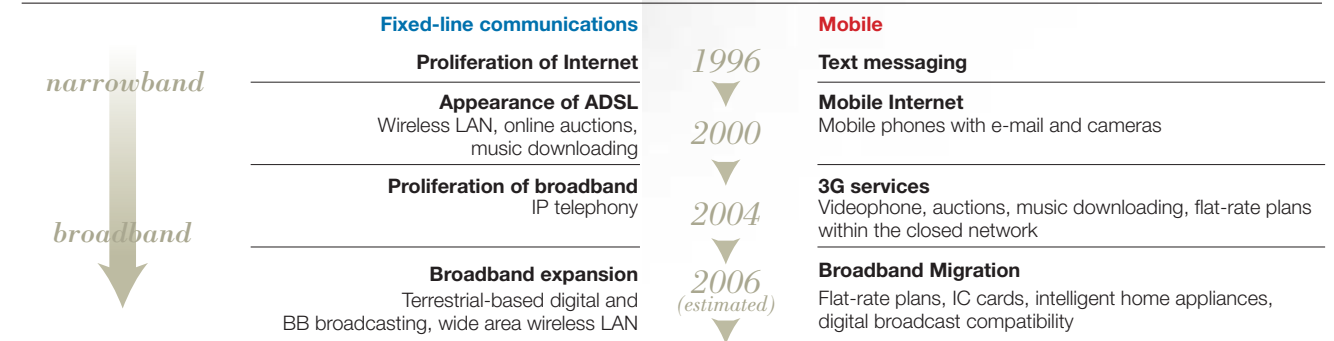 Fixed-line communications
Mobile
narrowband
Proliferation of Internet
1996
Text messaging
Appearance of ADSL
Wireless LAN, online auctions,
music downloading
2000
Mobile Internet
Mobile phones with e-mail and cameras
broadband
Proliferation of broadband
IP telephony
2004
3G services
Videophone, auctions, music downloading, flat-rate plans
within the closed network
Broadband expansion
Terrestrial-based digital and
BB broadcasting, wide area wireless LAN
2006
(estimated)
Broadband Migration
Flat-rate plans, IC cards, intelligent home appliances,
digital broadcast compatibility